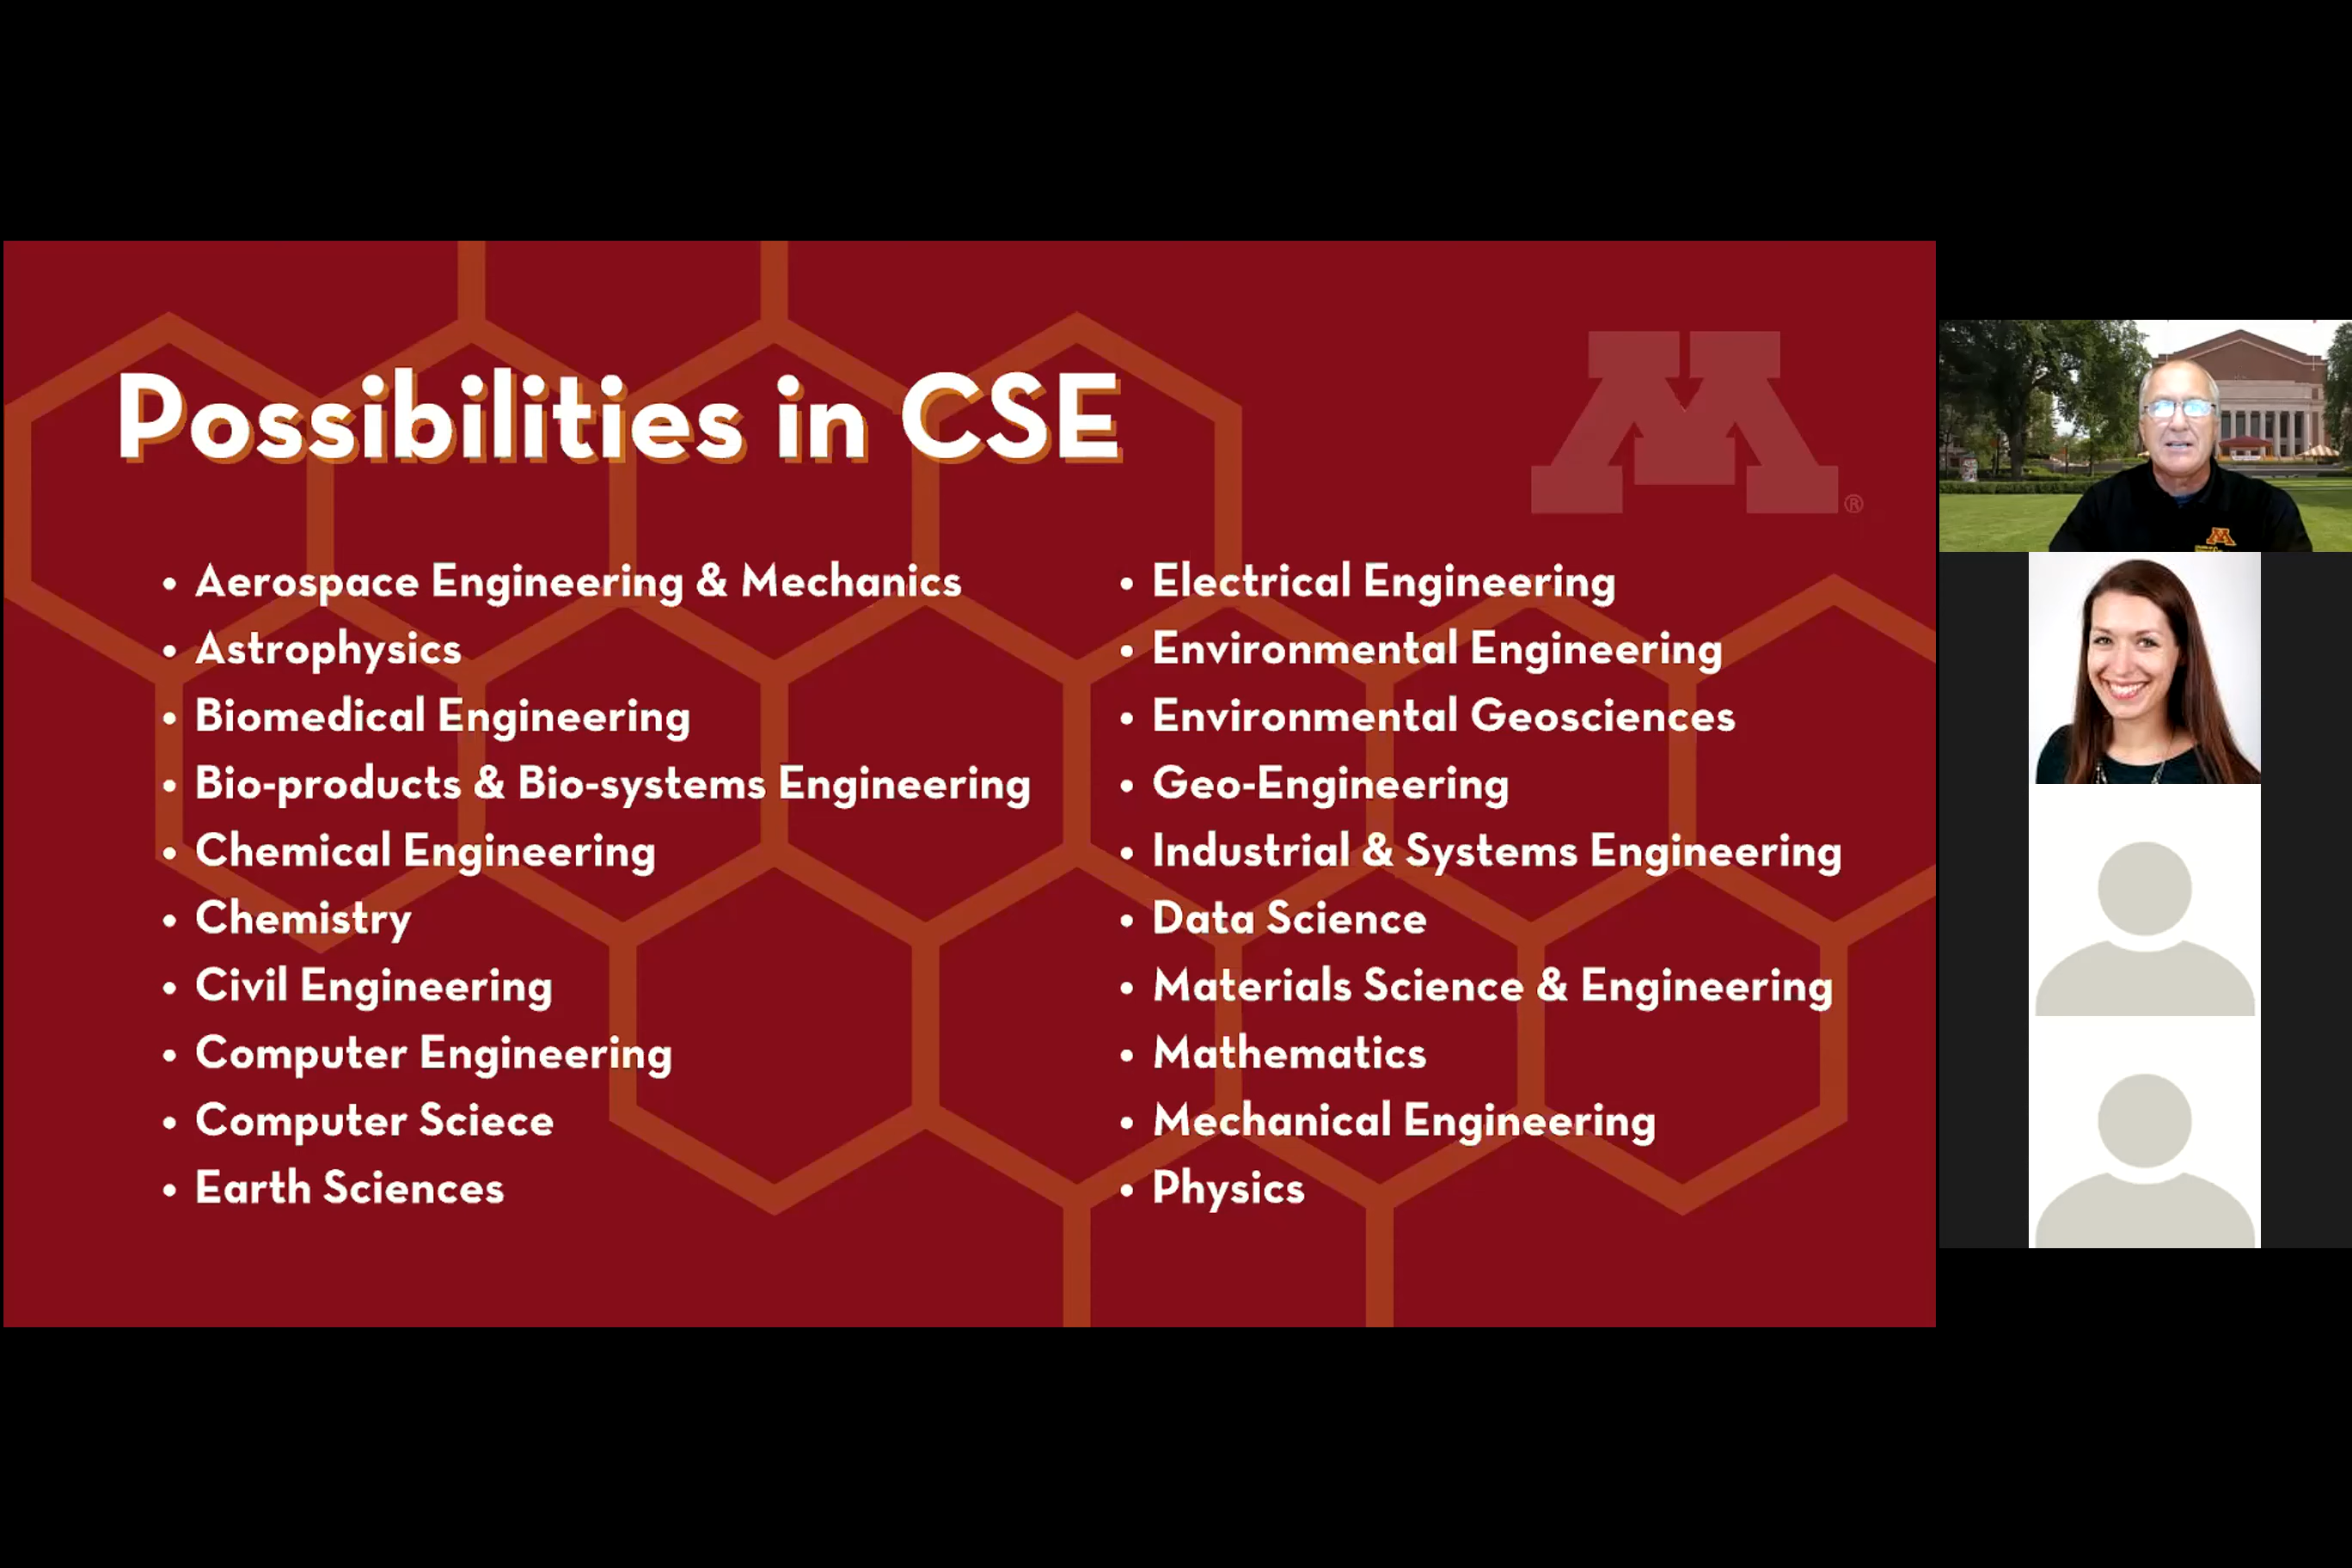 Possibilities in CSE
M®
Aerospace Engineering & Mechanics
Astrophysics
Biomedical Engineering
Bio-products & Bio-systems Engineering
Chemical Engineering
Chemistry
Civil Engineering
Computer Engineering
Computer Sciece
Earth Sciences
Electrical Engineering
Environmental Engineering
Environmental Geosciences
Geo-Engineering
Industrial & Systems Engineering
Data Science
Materials Science & Engineering
Mathematics
Mechanical Engineering
Physics
M